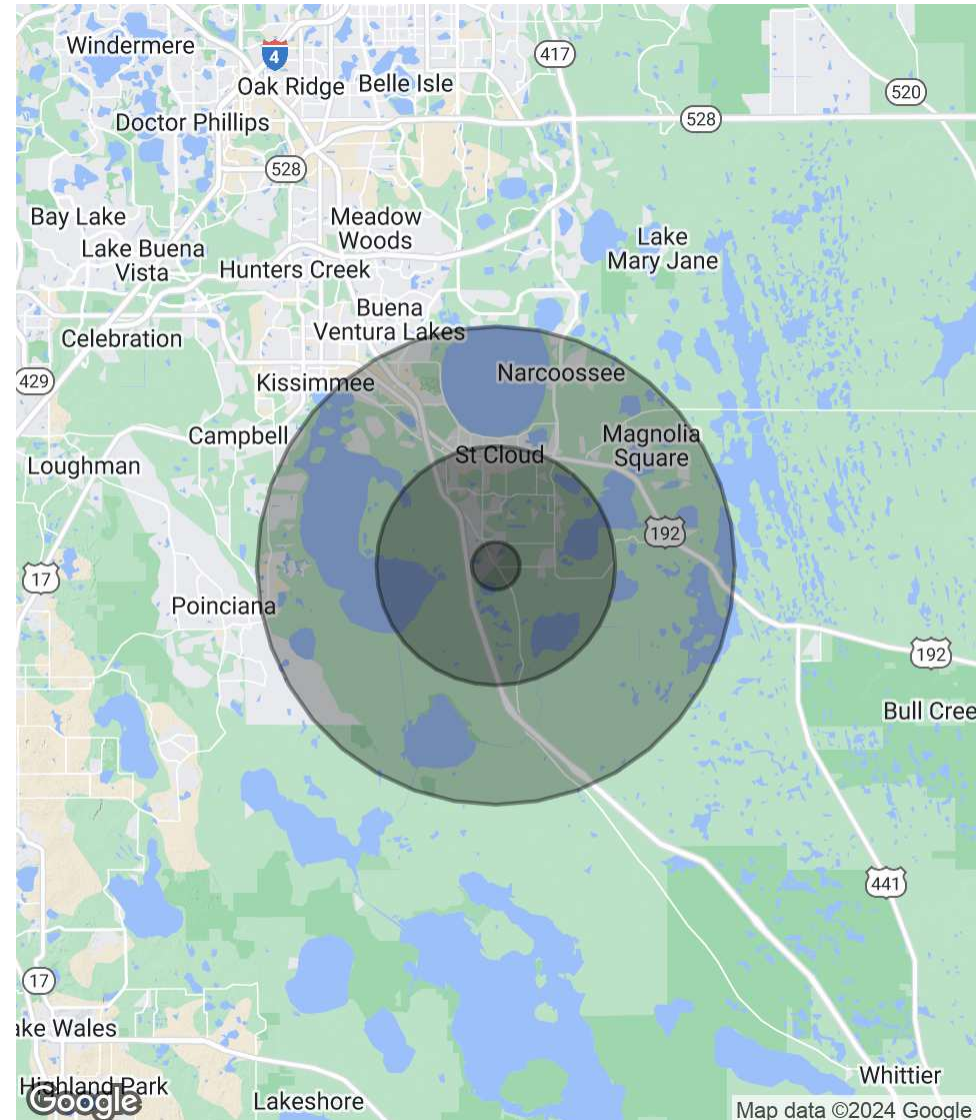 Windermere
4
417
Oak Ridge
Belle Isle
520
Doctor Phillips
528
528
Bay Lake
Meadow
Woods
Lake
Mary Jane
Lake Buena
Vista
Hunters Creek
Buena
Ventura Lakes
Celebration
Narcoossee
429
Kissimmee
Campbell
Magnolia
Square
St Cloud
Loughman
192
17
Poinciana
192
Bull Cree
441
17
ake Wales
Whittier
Highland Park
Google
Lakeshore
Map data ©2024 Google